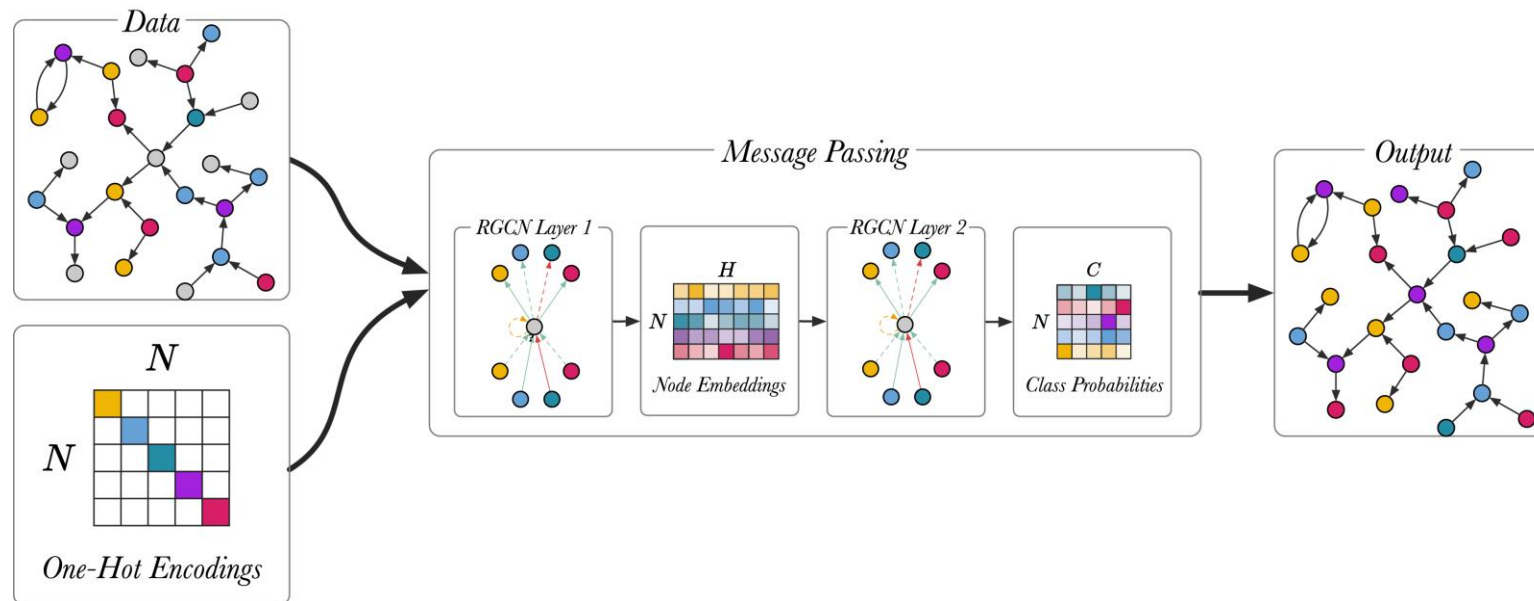 Data
N
N
One-Hot Encodings
Message Passing
RGCN Layer 1
H
N
Node Embeddings
RGCN Layer 2
C
N
Class Probabilities
Output